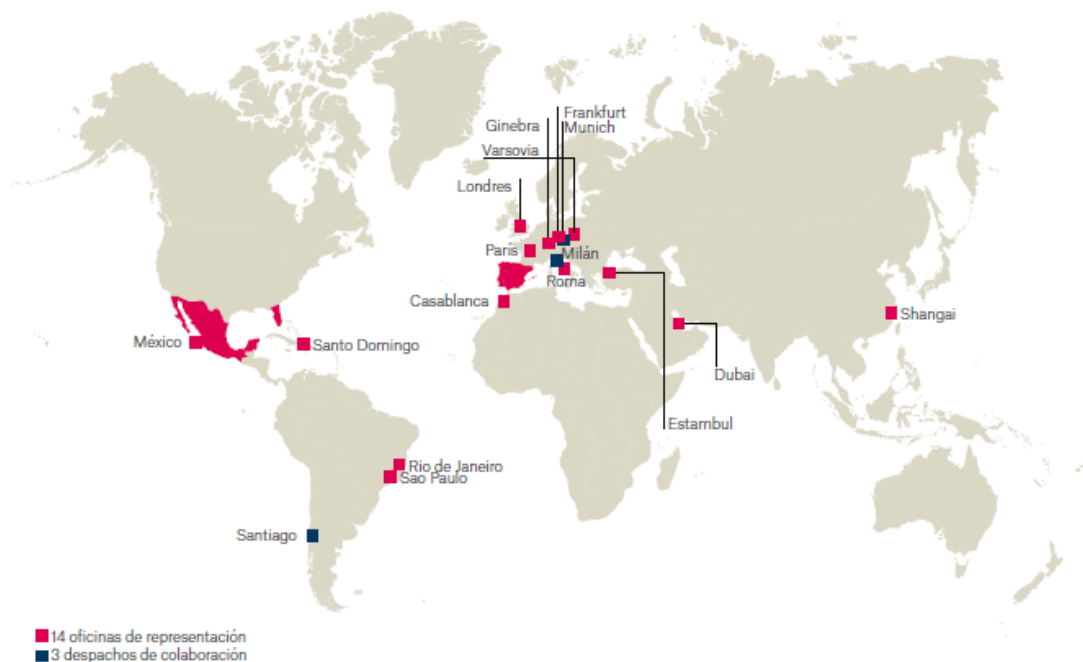 Frankfurt
Ginebra
Munich
Varsovia
Londres
París
Milán
Roma
Casablanca
México
Santo Domingo
Shangai
Dubai
Estambul
Rio de Janeiro
Sao Paulo
Santiago
14 oficinas de representación
3 despachos de colaboración